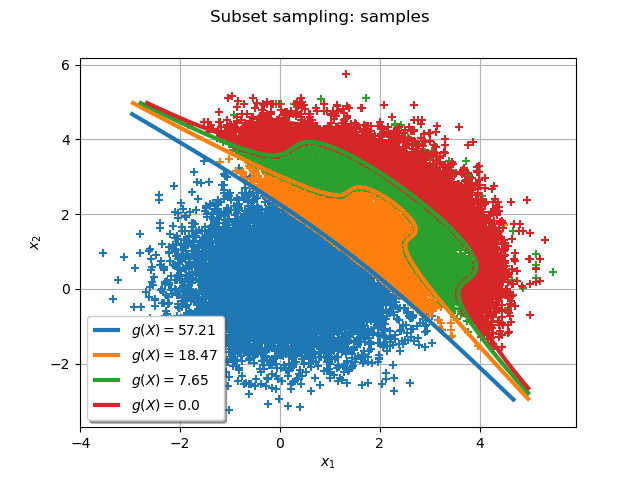 Subset sampling: samples
6
4
2
0
−2
x₂
g(X) = 57.21
g(X) = 18.47
g(X) = 7.65
g(X) = 0.0
−4
−2
0
2
4
x₁